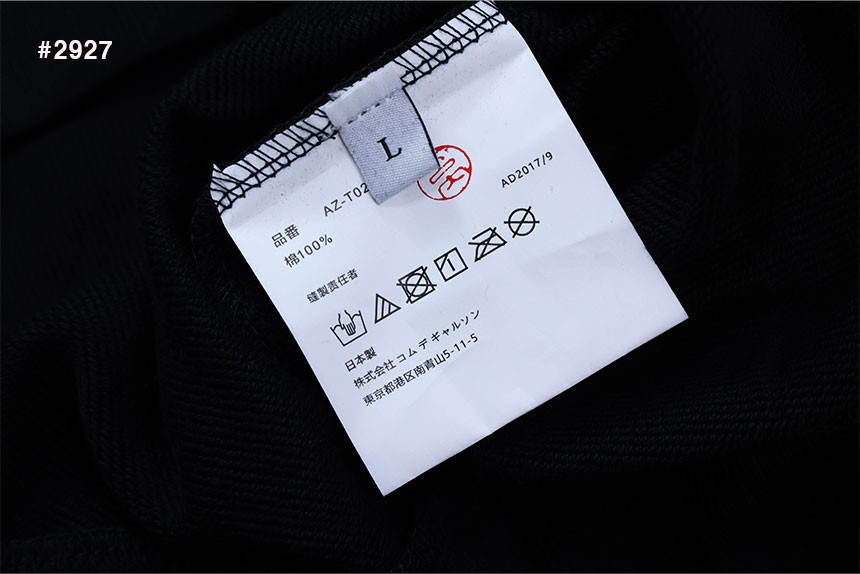 #2927
L
AD2017/9
品番 AZ-T02
棉100%
縫製责任者
1
日本製
株式会社 コム デ ギャルソン
東京都港区南青山5-11-5